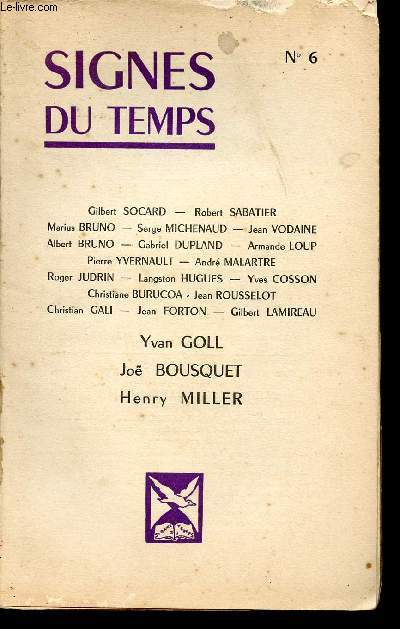 Le-livre.com
SIGNES
DU TEMPS
N° 6
Gilbert SOCARD — Robert SABATIER
Marius BRUNO — Serge MICHENAUD — Jean VODAINE
Albert BRUNO — Gabriel DUPLAND — Armande LOUP
Pierre YVERNAULT — André MALARTRE
Roger JUDRIN — Langston HUGUES — Yves COSSON
Christiane BURUCOA - Jean ROUSSELOT
Christian GALI — Jean FORTON — Gilbert LAMIREAU
Yvan GOLL
Joë BOUSQUET
Henry MILLER